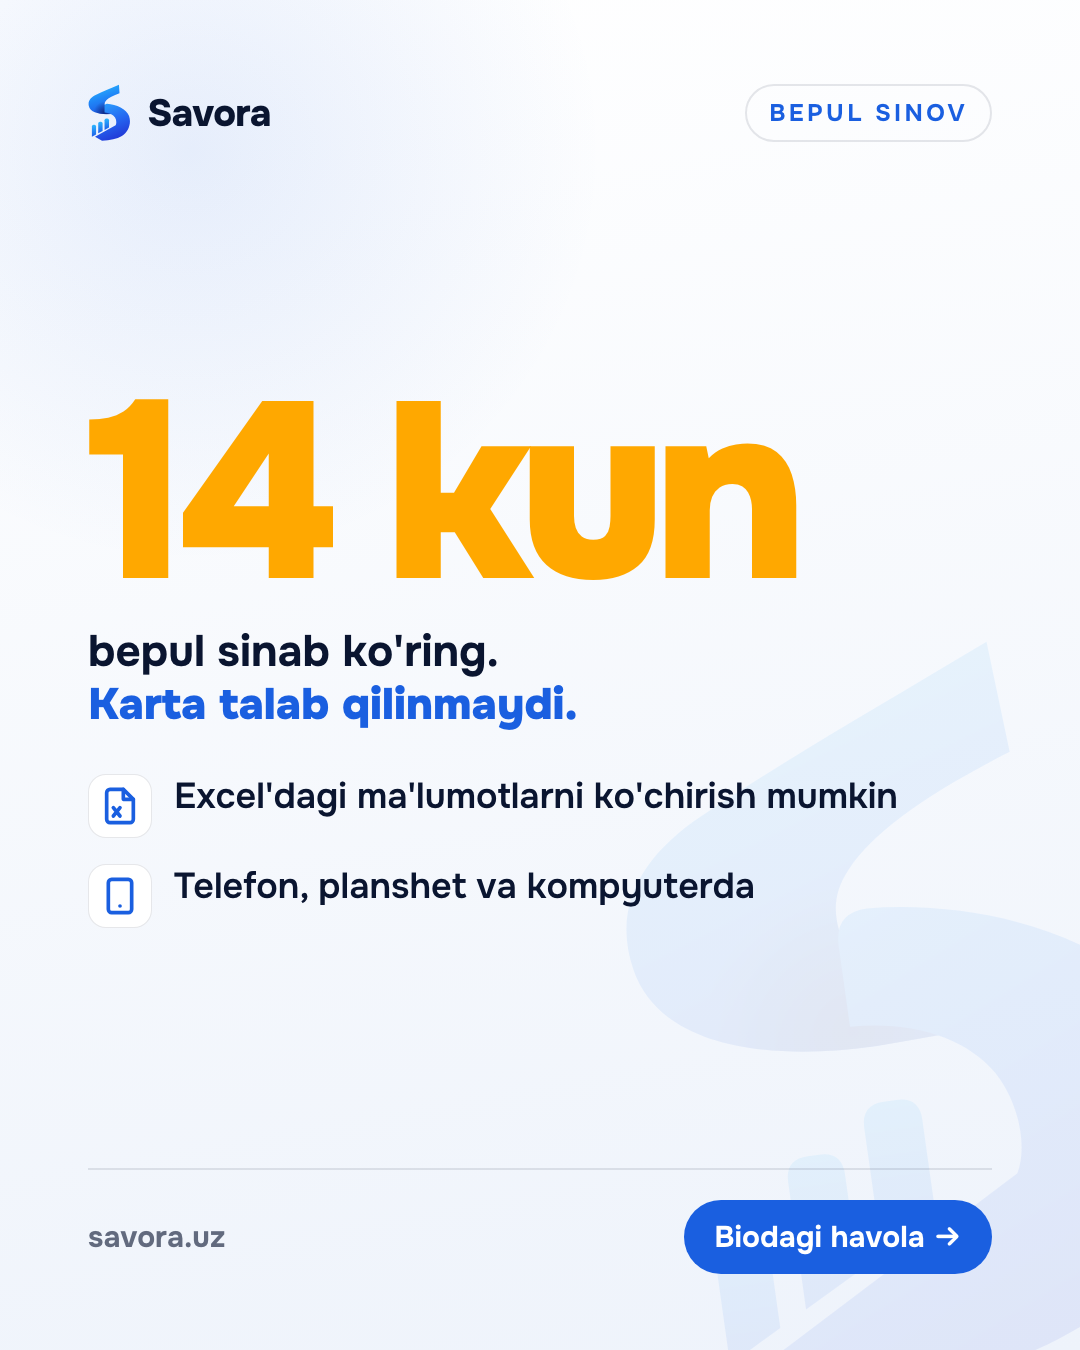 Savora
BEPUL SINOV
14 kun
bepul sinab ko'ring.
Karta talab qilinmaydi.
Excel'dagi ma'lumotlarni ko'chirish mumkin
Telefon, planshet va kompyuterda
savora.uz
Biodagi havola →